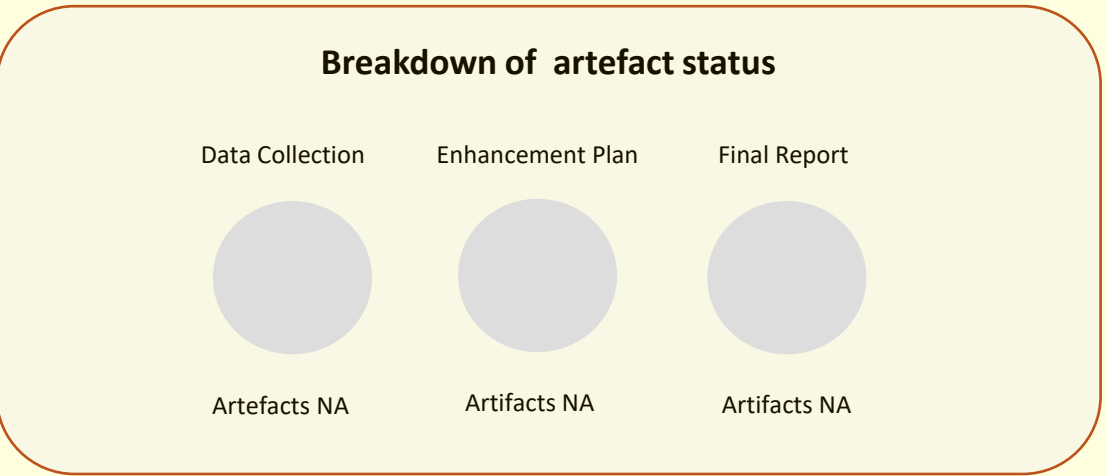 Breakdown of  artefact status
Data Collection
Enhancement Plan
Final Report
Artefacts NA
Artifacts NA
Artifacts NA